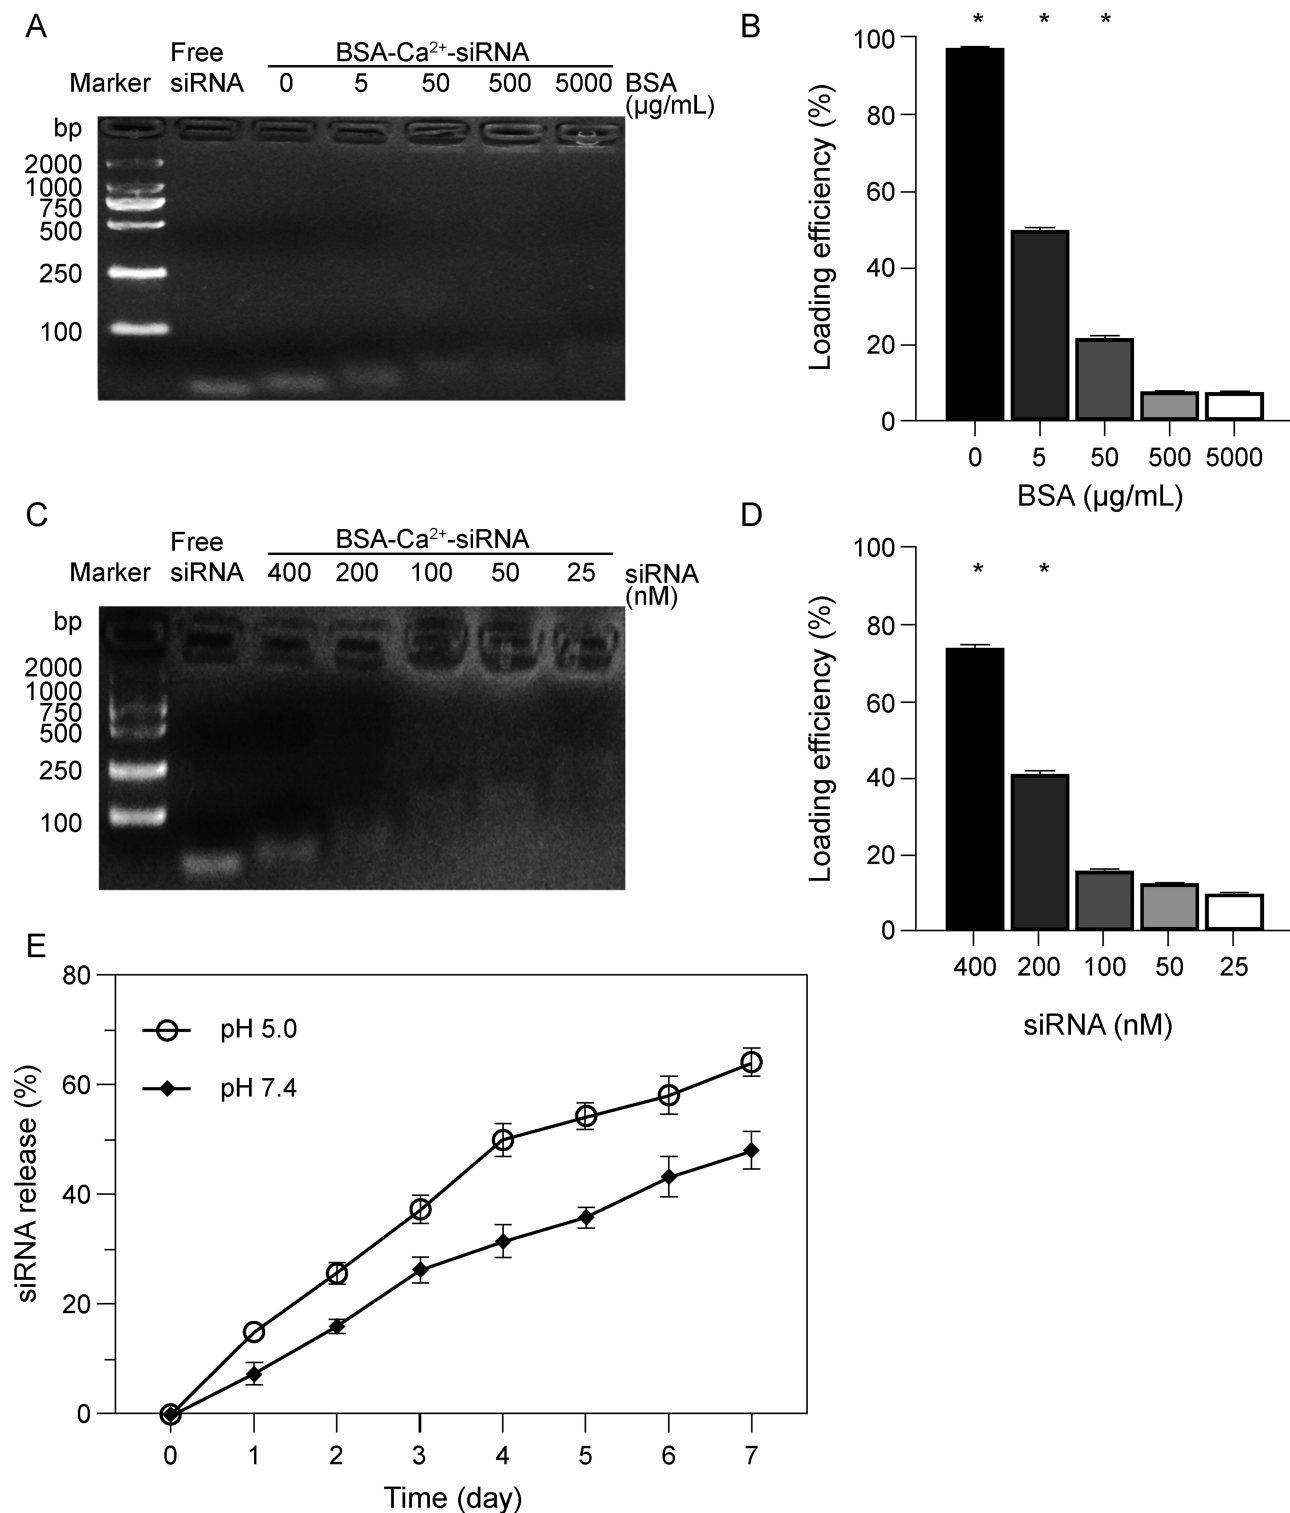 A
Free
BSA-Ca²⁺-siRNA
Marker siRNA 0 5 50 500 5000 BSA
(µg/mL)
bp
2000
1000
750
500
250
100
B
* * *
Loading efficiency (%)
100
80
60
40
20
0
0 5 50 500 5000
BSA (µg/mL)
C
Free
BSA-Ca²⁺-siRNA
Marker siRNA 400 200 100 50 25 siRNA
(nM)
bp
2000
1000
750
500
250
100
D
* *
Loading efficiency (%)
100
80
60
40
20
0
400 200 100 50 25
siRNA (nM)
E
siRNA release (%)
80
60
40
20
0
pH 5.0
pH 7.4
0 1 2 3 4 5 6 7
Time (day)